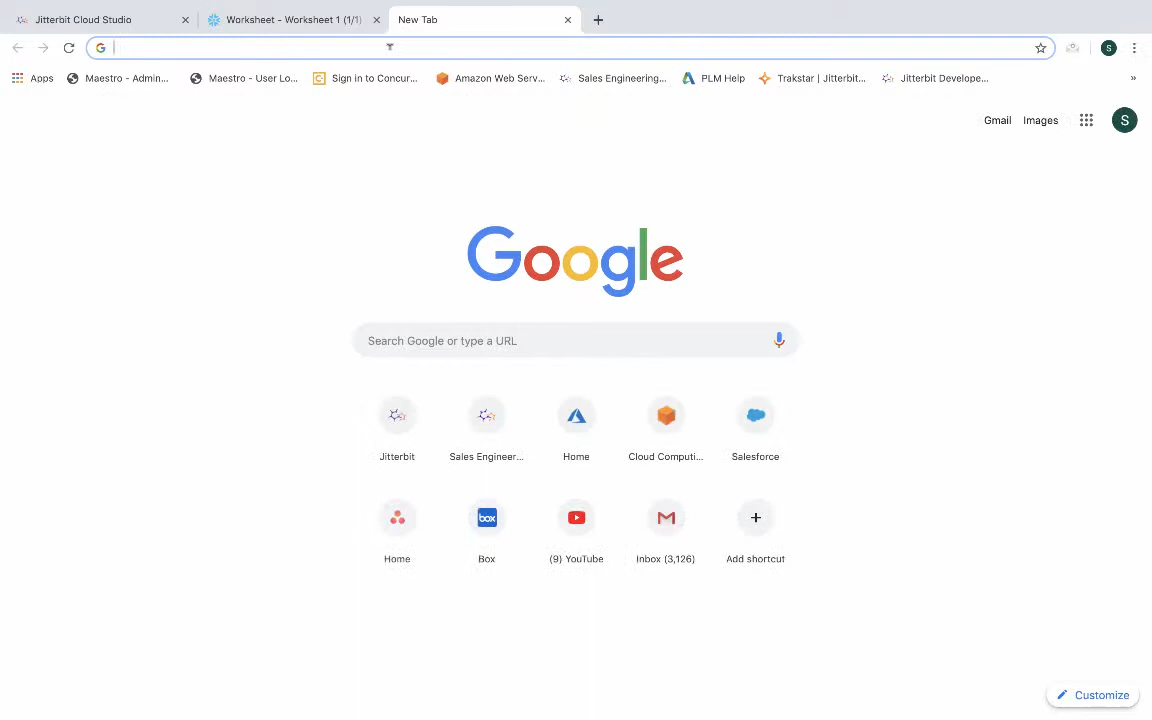 Jitterbit Cloud Studio
Worksheet - Worksheet 1 (1/1)
New Tab
S
Apps
Maestro - Admin...
Maestro - User Lo...
Sign in to Concur...
Amazon Web Serv...
Sales Engineering...
PLM Help
Trakstar | Jitterbit...
Jitterbit Develope...
»
Gmail
Images
S
Google
Search Google or type a URL
Jitterbit
Sales Engineer...
Home
Cloud Computi...
Salesforce
box
Home
Box
(9) YouTube
Inbox (3,126)
Add shortcut
Customize